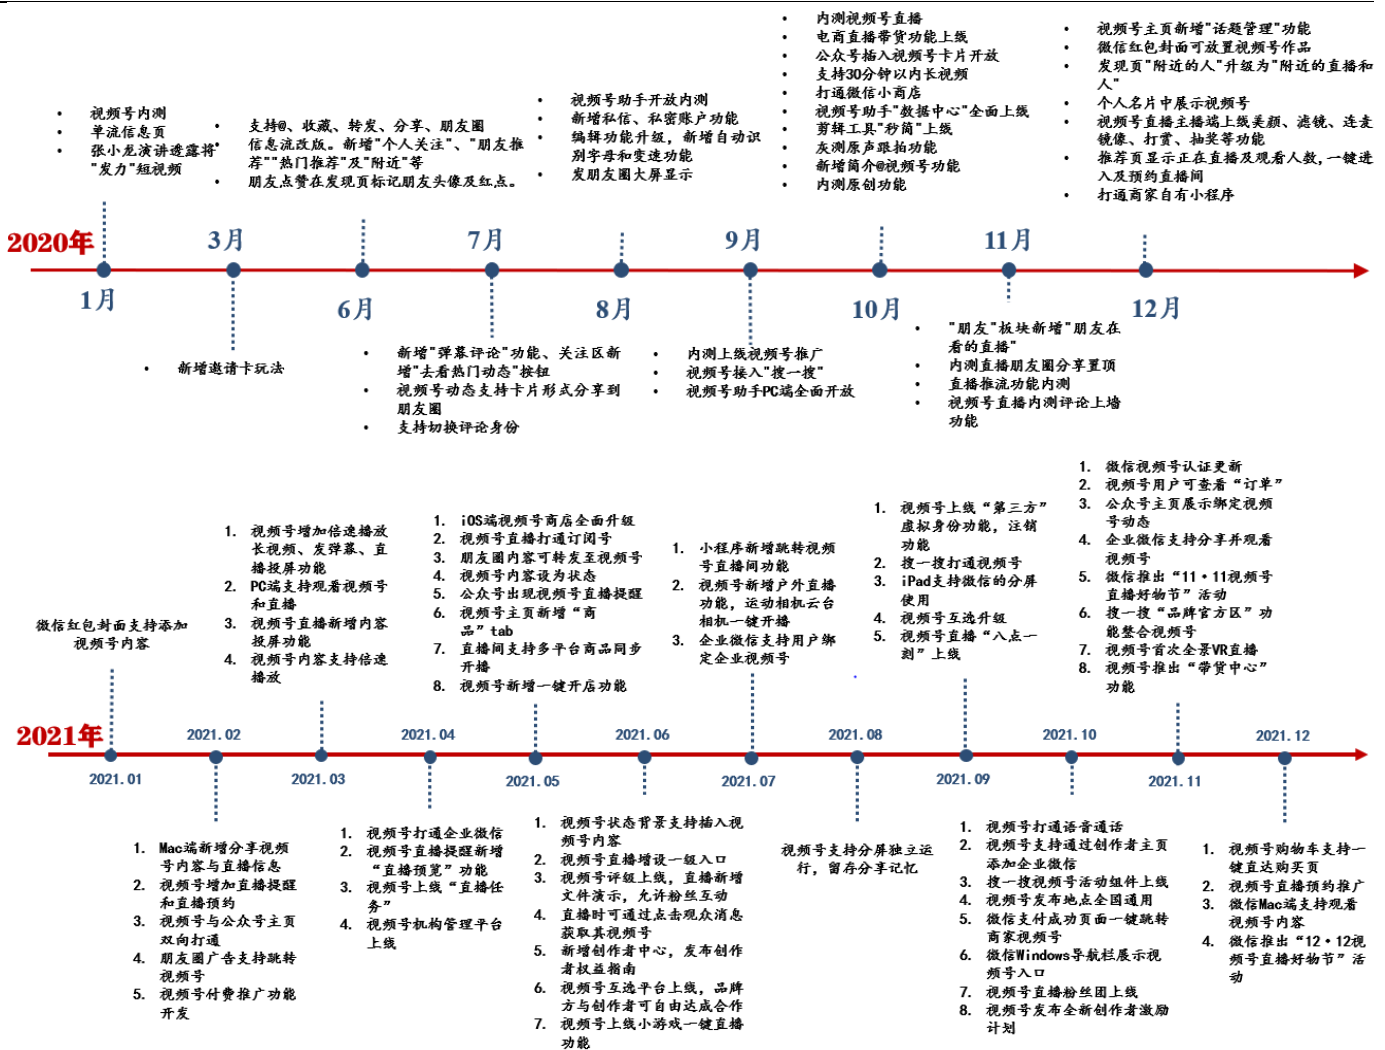 2020年
1月
视频号内测
单流信息页
张小龙演讲透露将
"发力"短视频
3月
新增邀请卡玩法
6月
支持@、收藏、转发、分享、朋友圈
信息流改版。新增"个人关注"、"朋友推
荐""热门推荐"及"附近"等
朋友点赞在发现页标记朋友头像及红点。
7月
新增"弹幕评论"功能、关注区新
增"去看热门动态"按钮
视频号动态支持卡片形式分享到
朋友圈
支持切换评论身份
8月
视频号助手开放内测
新增私信、私密账户功能
编辑功能升级，新增自动识
别字母和变速功能
发朋友圈大屏显示
9月
内测上线视频号推广
视频号接入"搜一搜"
视频号助手PC端全面开放
10月
内测视频号直播
电商直播带货功能上线
公众号插入视频号卡片开放
支持30分钟以内长视频
打通微信小商店
视频号助手"数据中心"全面上线
剪辑工具"秒简"上线
灰测原声跟拍功能
新增简介@视频号功能
内测原创功能
11月
"朋友"板块新增"朋友在
看的直播"
内测直播朋友圈分享置顶
直播推流功能内测
视频号直播内测评论上墙
功能
12月
视频号主页新增"话题管理"功能
微信红包封面可放置视频号作品
发现页"附近的人"升级为"附近的直播和
人"
个人名片中展示视频号
视频号直播主播端上线美颜、滤镜、连麦
镜像、打赏、抽奖等功能
推荐页显示正在直播及观看人数,一键进
入及预约直播间
打通商家自有小程序
2021年
2021.01
微信红包封面支持添加
视频号内容
2021.02
1. Mac端新增分享视频
号内容与直播信息
2. 视频号增加直播提醒
和直播预约
3. 视频号与公众号主页
双向打通
4. 朋友圈广告支持跳转
视频号
5. 视频号付费推广功能
开发
2021.03
1. 视频号增加倍速播放
长视频、发弹幕、直
播投屏功能
2. PC端支持观看视频号
和直播
3. 视频号直播新增内容
投屏功能
4. 视频号内容支持倍速
播放
2021.04
1. 视频号打通企业微信
2. 视频号直播提醒新增
“直播预览”功能
3. 视频号上线“直播任
务”
4. 视频号机构管理平台
上线
2021.05
1. iOS端视频号商店全面升级
2. 视频号直播打通订阅号
3. 朋友圈内容可转发至视频号
4. 视频号内容设为状态
5. 公众号出现视频号直播提醒
6. 视频号主页新增“商
品”tab
7. 直播间支持多平台商品同步
开播
8. 视频号新增一键开店功能
2021.06
1. 视频号状态背景支持插入视
频号内容
2. 视频号直播增设一级入口
3. 视频号评级上线，直播新增
文件演示，允许粉丝互动
4. 直播时可通过点击观众消息
获取其视频号
5. 新增创作者中心，发布创作
者权益指南
6. 视频号互选平台上线，品牌
方与创作者可自由达成合作
7. 视频号上线小游戏一键直播
功能
2021.07
1. 小程序新增跳转视频
号直播间功能
2. 视频号新增户外直播
功能，运动相机云台
相机一键开播
3. 企业微信支持用户绑
定企业视频号
2021.08
视频号支持分屏独立运
行，留存分享记忆
2021.09
1. 视频号上线“第三方”
虚拟身份功能，注销
功能
2. 搜一搜打通视频号
3. iPad支持微信的分屏
使用
4. 视频号互选升级
5. 视频号直播“八点一
刻”上线
2021.10
1. 视频号打通语音通话
2. 视频号支持通过创作者主页
添加企业微信
3. 搜一搜视频号活动组件上线
4. 视频号发布地点全国通用
5. 微信支付成功页面一键跳转
商家视频号
6. 微信Windows导航栏展示视
频号入口
7. 视频号直播粉丝团上线
8. 视频号发布全新创作者激励
计划
2021.11
1. 微信视频号认证更新
2. 视频号用户可查看“订单”
3. 公众号主页展示绑定视频
号动态
4. 企业微信支持分享并观看
视频号
5. 微信推出“11·11视频号
直播好物节”活动
6. 搜一搜“品牌官方区”功
能整合视频号
7. 视频号首次全景VR直播
8. 视频号推出“带货中心”
功能
2021.12
1. 视频号购物车支持一
键直达购买页
2. 视频号直播预约推广
3. 微信Mac端支持观看
视频号内容
4. 微信推出“12·12视
频号直播好物节”活
动